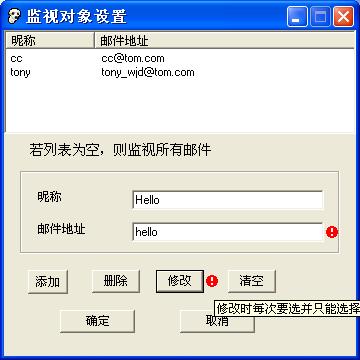 监视对象设置
昵称 邮件地址
cc cc@tom.com
tony tony_wjd@tom.com
若列表为空，则监视所有邮件
昵称 Hello
邮件地址 hello
添加 删除 修改 清空
修改时每次要选并只能选择
确定 取消